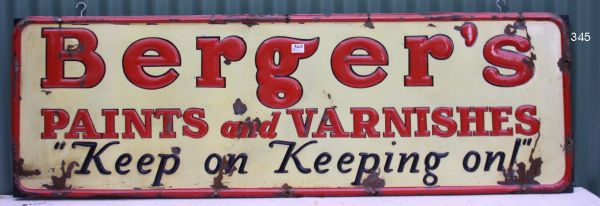 Berger's
PAINTS and VARNISHES
"Keep on Keeping on!"
345